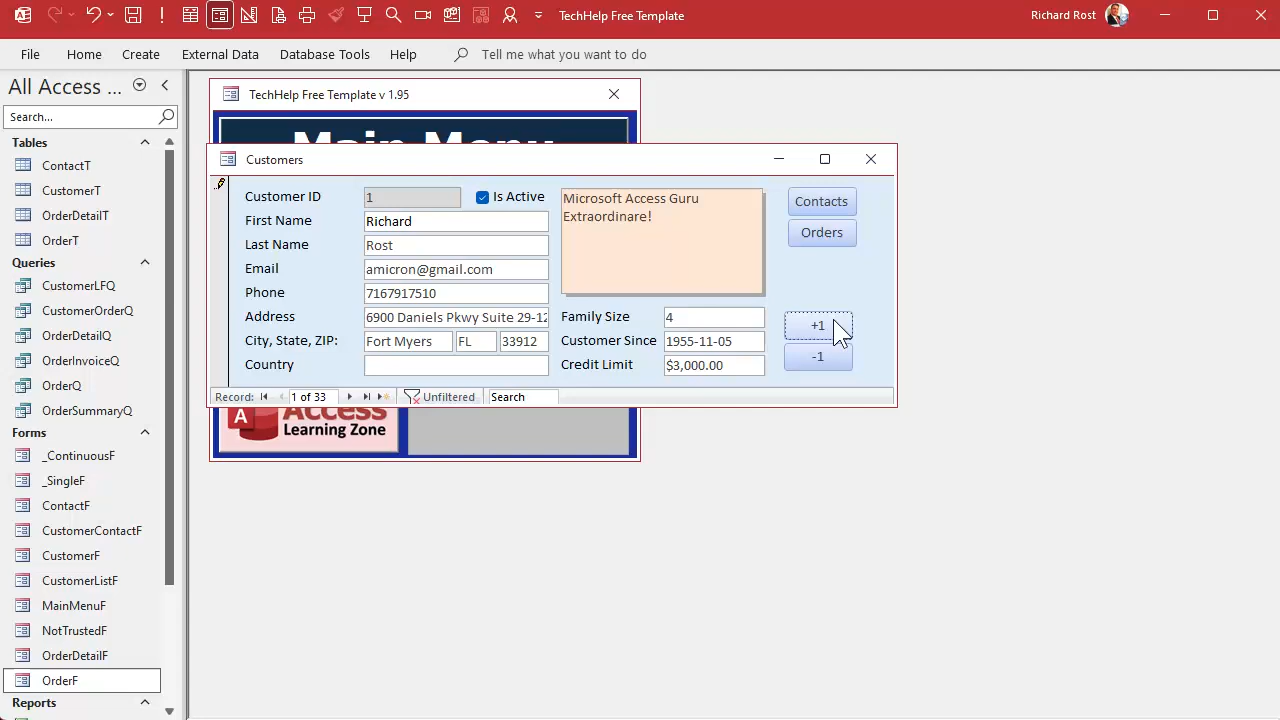 TechHelp Free Template
Richard Rost
File
Home
Create
External Data
Database Tools
Help
Tell me what you want to do
All Access ...
Search...
Tables
ContactT
CustomerT
OrderDetailT
OrderT
Queries
CustomerLFQ
CustomerOrderQ
OrderDetailQ
OrderInvoiceQ
OrderQ
OrderSummaryQ
Forms
_ContinuousF
_SingleF
ContactF
CustomerContactF
CustomerF
CustomerListF
MainMenuF
NotTrustedF
OrderDetailF
OrderF
Reports
TechHelp Free Template v 1.95
Main Menu
Customers
Customer ID 1 Is Active
First Name Richard
Last Name Rost
Email amicron@gmail.com
Phone 7167917510
Address 6900 Daniels Pkwy Suite 29-12
City, State, ZIP: Fort Myers FL 33912
Country
Microsoft Access Guru
Extraordinare!
Family Size 4
Customer Since 1955-11-05
Credit Limit $3,000.00
Contacts
Orders
+1
-1
Record: 1 of 33 Unfiltered Search
A Access
Learning Zone